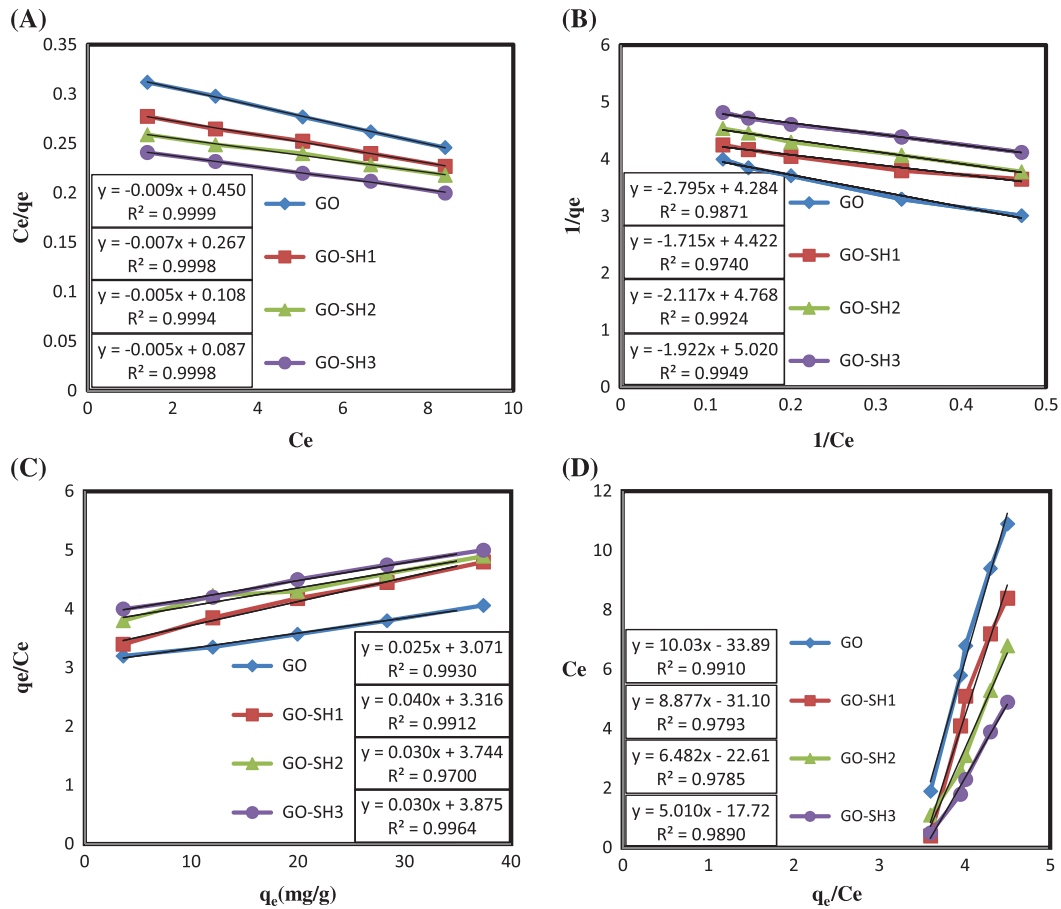 (A)
0.35
0.3
0.25
0.2
0.15
0.1
0.05
0
Ce/qe
y = -0.009x + 0.450
R² = 0.9999
y = -0.007x + 0.267
R² = 0.9998
y = -0.005x + 0.108
R² = 0.9994
y = -0.005x + 0.087
R² = 0.9998
GO
GO-SH1
GO-SH2
GO-SH3
0 2 4 6 8 10
Ce
(B)
6
5
4
3
2
1
0
1/qe
y = -2.795x + 4.284
R² = 0.9871
y = -1.715x + 4.422
R² = 0.9740
y = -2.117x + 4.768
R² = 0.9924
y = -1.922x + 5.020
R² = 0.9949
GO
GO-SH1
GO-SH2
GO-SH3
0 0.1 0.2 0.3 0.4 0.5
1/Ce
(C)
6
5
4
3
2
1
0
qe/Ce
GO
GO-SH1
GO-SH2
GO-SH3
y = 0.025x + 3.071
R² = 0.9930
y = 0.040x + 3.316
R² = 0.9912
y = 0.030x + 3.744
R² = 0.9700
y = 0.030x + 3.875
R² = 0.9964
0 10 20 30 40
qₑ(mg/g)
(D)
12
10
8
6
4
2
0
Ce
y = 10.03x - 33.89
R² = 0.9910
y = 8.877x - 31.10
R² = 0.9793
y = 6.482x - 22.61
R² = 0.9785
y = 5.010x - 17.72
R² = 0.9890
GO
GO-SH1
GO-SH2
GO-SH3
0 1 2 3 4 5
qₑ/Ce